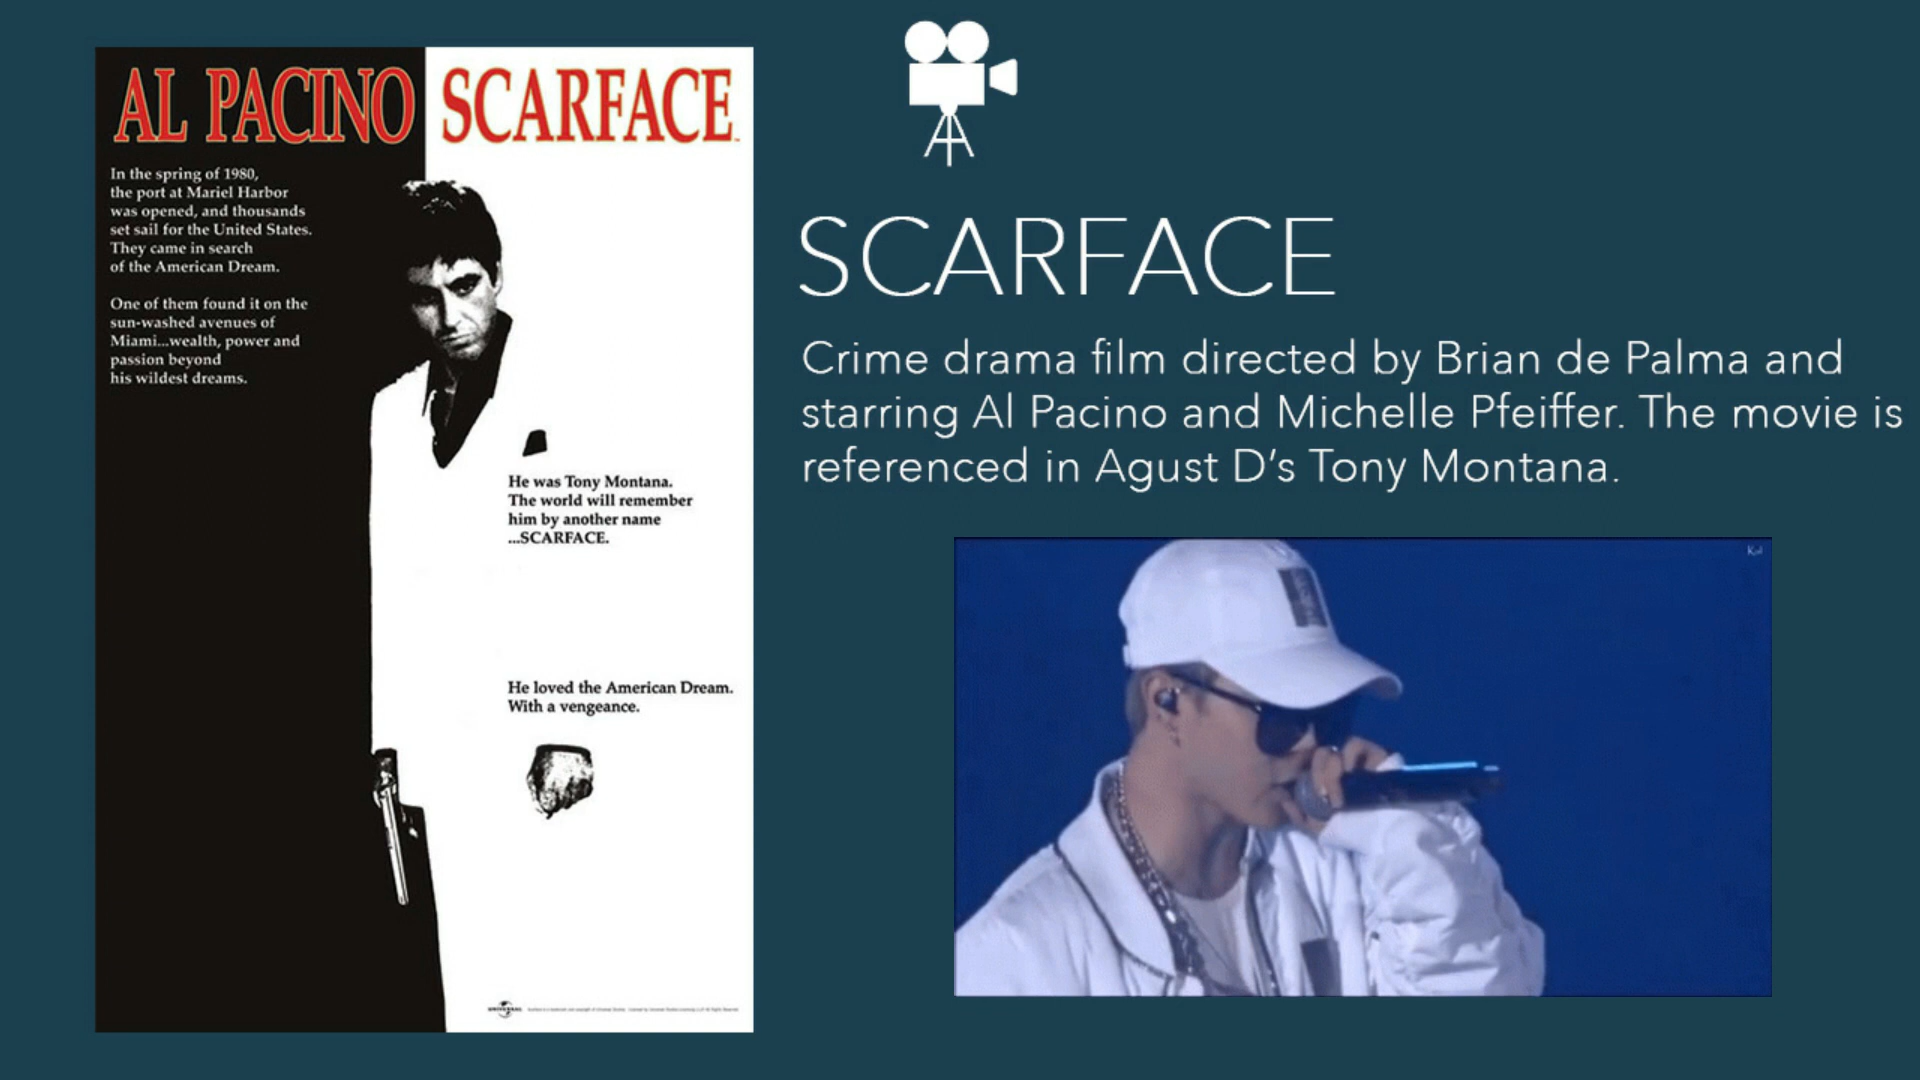 AL PACINO SCARFACE
In the spring of 1980,
the port at Mariel Harbor
was opened, and thousands
set sail for the United States.
They came in search
of the American Dream.
One of them found it on the
sun-washed avenues of
Miami...wealth, power and
passion beyond
his wildest dreams.
He was Tony Montana.
The world will remember
him by another name
...SCARFACE.
He loved the American Dream.
With a vengeance.
UNIVERSAL
SCARFACE
Crime drama film directed by Brian de Palma and
starring Al Pacino and Michelle Pfeiffer. The movie is
referenced in Agust D’s Tony Montana.